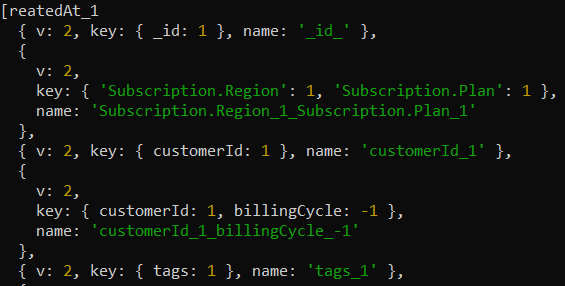 [reatedAt_1
  { v: 2, key: { _id: 1 }, name: '_id_' },
  {
    v: 2,
    key: { 'Subscription.Region': 1, 'Subscription.Plan': 1 },
    name: 'Subscription.Region_1_Subscription.Plan_1'
  },
  { v: 2, key: { customerId: 1 }, name: 'customerId_1' },
  {
    v: 2,
    key: { customerId: 1, billingCycle: -1 },
    name: 'customerId_1_billingCycle_-1'
  },
  { v: 2, key: { tags: 1 }, name: 'tags_1' },
  {